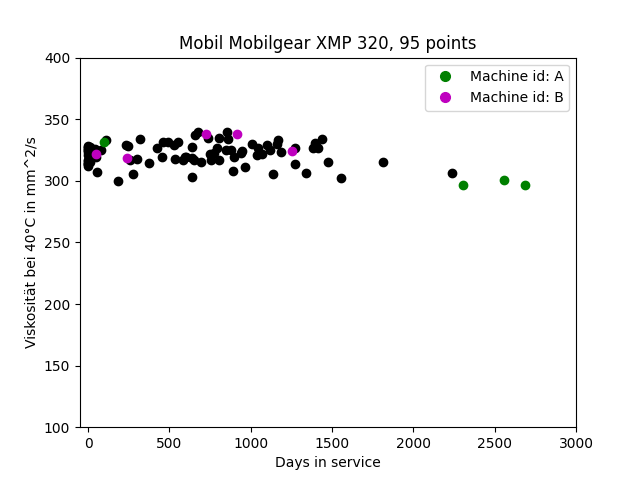 Mobil Mobilgear XMP 320, 95 points
Viskosität bei 40°C in mm^2/s
400
350
300
250
200
150
100
Machine id: A
Machine id: B
0 500 1000 1500 2000 2500 3000
Days in service